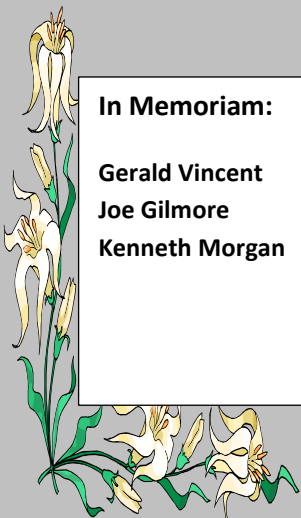 In Memoriam:
Gerald Vincent
Joe Gilmore
Kenneth Morgan